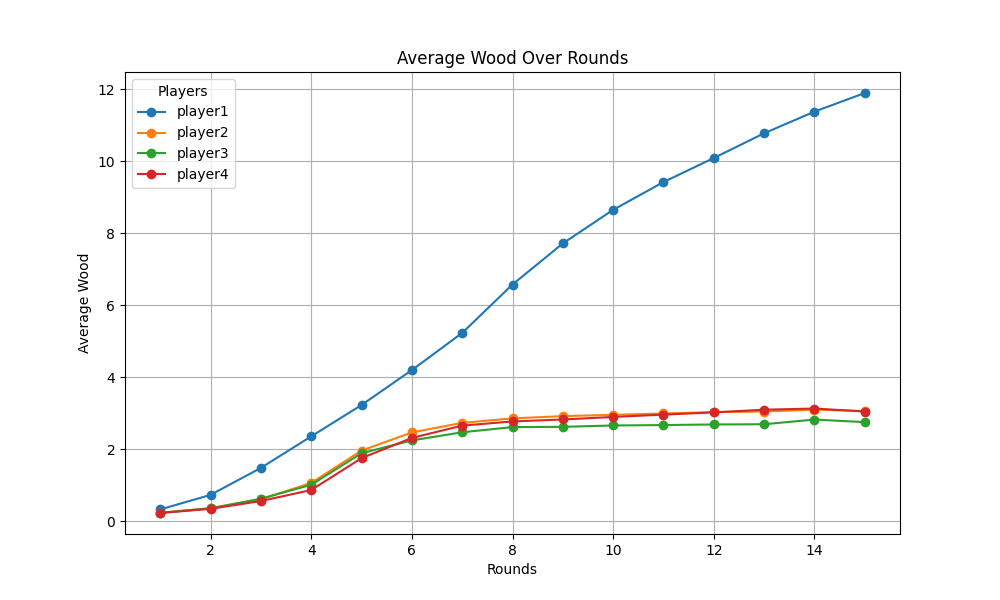 Average Wood Over Rounds
Players
player1
player2
player3
player4
Average Wood
12
10
8
6
4
2
0
2 4 6 8 10 12 14
Rounds